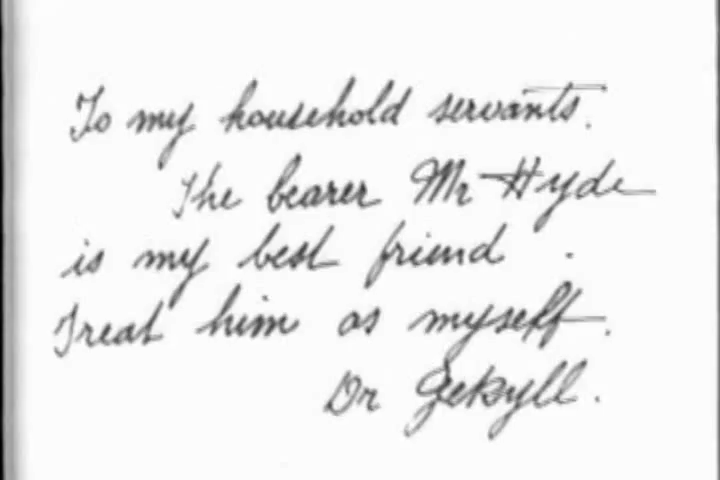 To my household servants.
The bearer Mr Hyde
is my best friend.
Treat him as myself.
Dr Jekyll.